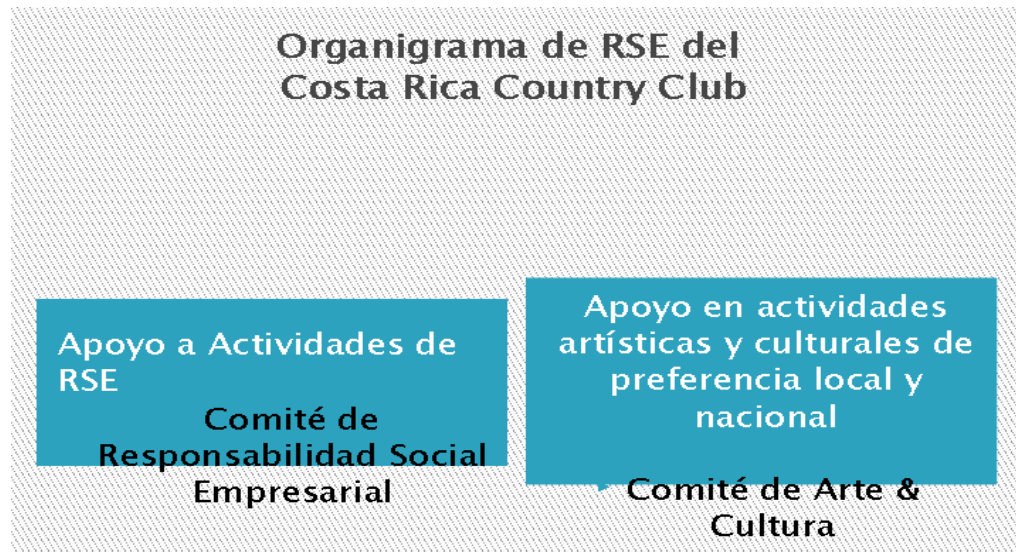 Organigrama de RSE del
Costa Rica Country Club
Apoyo a Actividades de
RSE
Comité de
Responsabilidad Social
Empresarial
Apoyo en actividades
artísticas y culturales de
preferencia local y
nacional
Comité de Arte &
Cultura